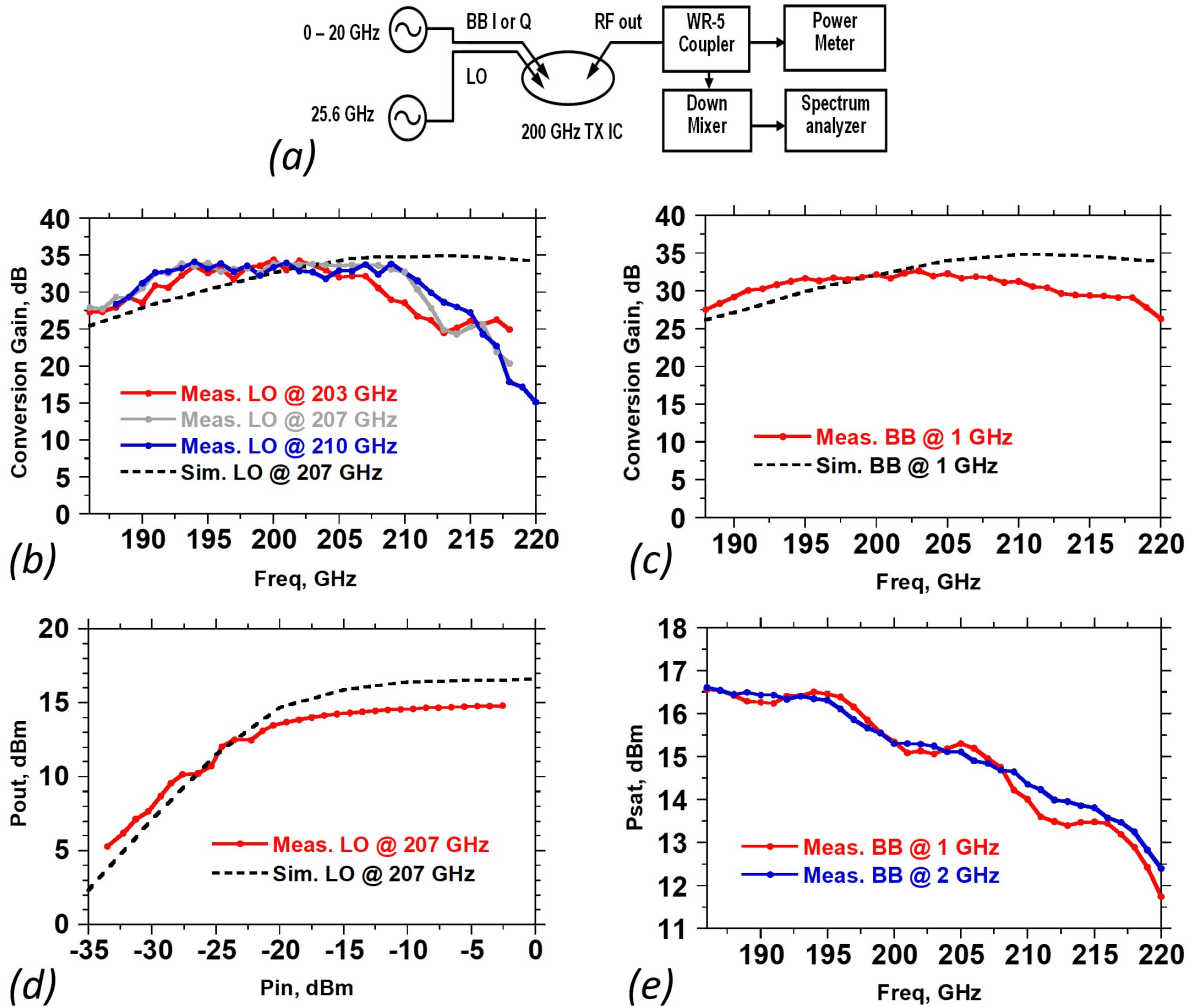 0 – 20 GHz
BB I or Q
RF out
WR-5
Coupler
Power
Meter
LO
25.6 GHz
200 GHz TX IC
Down
Mixer
Spectrum
analyzer
(a)
Conversion Gain, dB
40
35
30
25
20
15
10
5
0
Meas. LO @ 203 GHz
Meas. LO @ 207 GHz
Meas. LO @ 210 GHz
Sim. LO @ 207 GHz
190 195 200 205 210 215 220
Freq, GHz
(b)
Conversion Gain, dB
40
35
30
25
20
15
10
5
0
Meas. BB @ 1 GHz
Sim. BB @ 1 GHz
190 195 200 205 210 215 220
Freq, GHz
(c)
Pout, dBm
20
15
10
5
0
Meas. LO @ 207 GHz
Sim. LO @ 207 GHz
-35 -30 -25 -20 -15 -10 -5 0
Pin, dBm
(d)
Psat, dBm
18
17
16
15
14
13
12
11
Meas. BB @ 1 GHz
Meas. BB @ 2 GHz
190 195 200 205 210 215 220
Freq, GHz
(e)